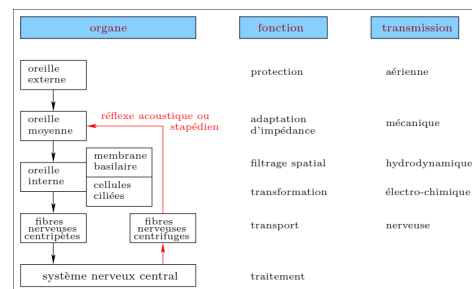 organe fonction transmission
oreille
externe
protection aérienne
réflexe acoustique ou
stapédien
oreille
moyenne
adaptation
d'impédance
mécanique
membrane
basilaire
filtrage spatial hydrodynamique
oreille
interne
cellules
ciliées
transformation électro-chimique
fibres
nerveuses
centripètes
fibres
nerveuses
centrifuges
transport nerveuse
système nerveux central traitement